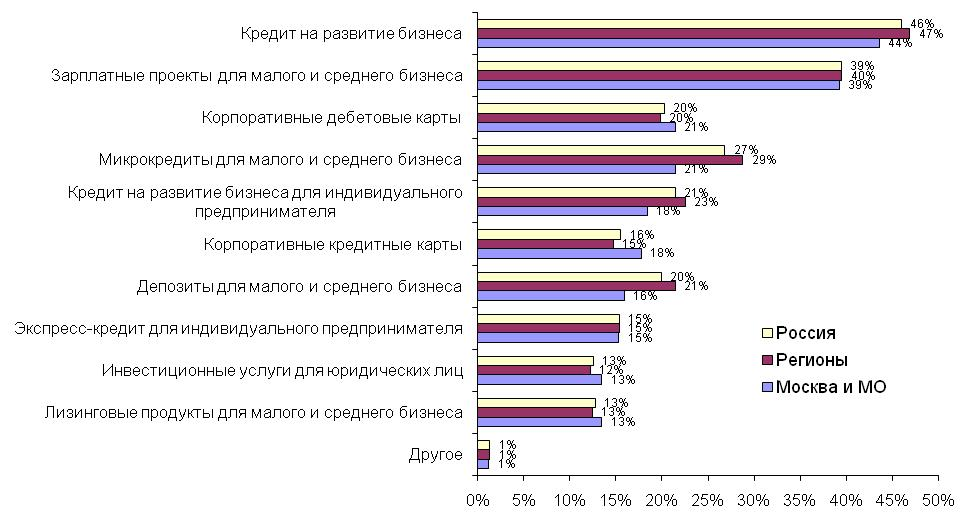 Кредит на развитие бизнеса
46%
47%
44%
Зарплатные проекты для малого и среднего бизнеса
39%
40%
39%
Корпоративные дебетовые карты
20%
20%
21%
Микрокредиты для малого и среднего бизнеса
27%
29%
21%
Кредит на развитие бизнеса для индивидуального
предпринимателя
21%
23%
18%
Корпоративные кредитные карты
16%
15%
18%
Депозиты для малого и среднего бизнеса
20%
21%
16%
Экспресс-кредит для индивидуального предпринимателя
15%
15%
15%
Инвестиционные услуги для юридических лиц
13%
12%
13%
Лизинговые продукты для малого и среднего бизнеса
13%
13%
13%
Другое
1%
1%
1%
Россия
Регионы
Москва и МО
0% 5% 10% 15% 20% 25% 30% 35% 40% 45% 50%